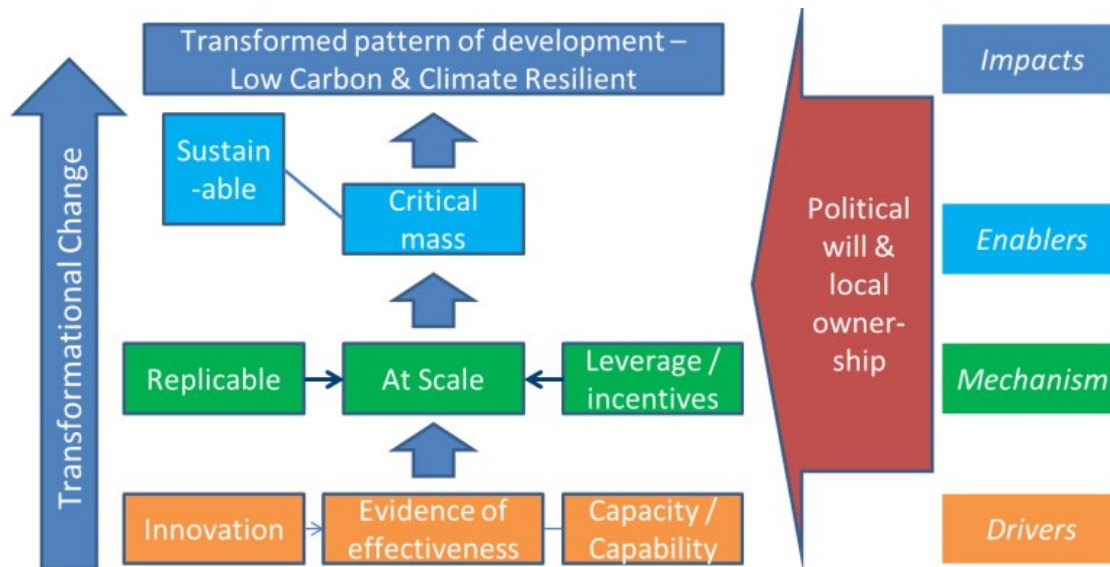 Transformed pattern of development –
Low Carbon & Climate Resilient
Impacts
Transformational Change
Sustain
-able
Critical
mass
Political
will &
local
owner-
ship
Enablers
Replicable
At Scale
Leverage /
incentives
Mechanism
Innovation
Evidence of
effectiveness
Capacity /
Capability
Drivers